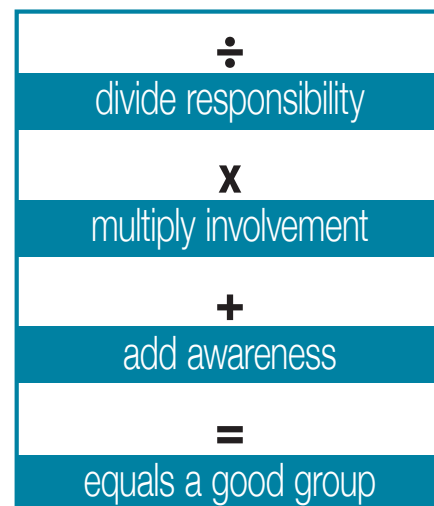 ÷
divide responsibility
x
multiply involvement
+
add awareness
=
equals a good group